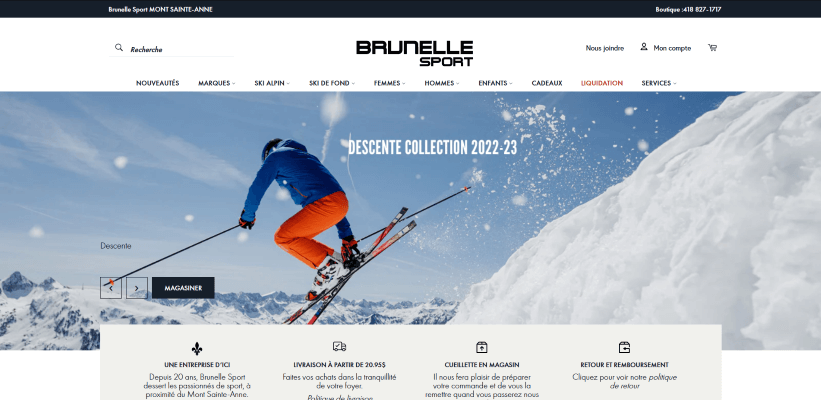 Brunelle Sport MONT SAINTE-ANNE
Boutique :418 827-1717
Recherche
BRUNELLE
SPORT
Nous joindre
Mon compte
NOUVEAUTÉS MARQUES SKI ALPIN SKI DE FOND FEMMES HOMMES ENFANTS CADEAUX LIQUIDATION SERVICES
DESCENTE COLLECTION 2022-23
Descente
MAGASINER
UNE ENTREPRISE D'ICI
Depuis 20 ans, Brunelle Sport
dessert les passionnés de sport, à
proximité du Mont Sainte-Anne.
LIVRAISON À PARTIR DE 20.95$
Faites vos achats dans la tranquillité
de votre foyer.
Politique de livraison
CUEILLETTE EN MAGASIN
Il nous fera plaisir de préparer
votre commande et de vous la
remettre quand vous passerez nous
RETOUR ET REMBOURSEMENT
Cliquez pour voir notre politique
de retour